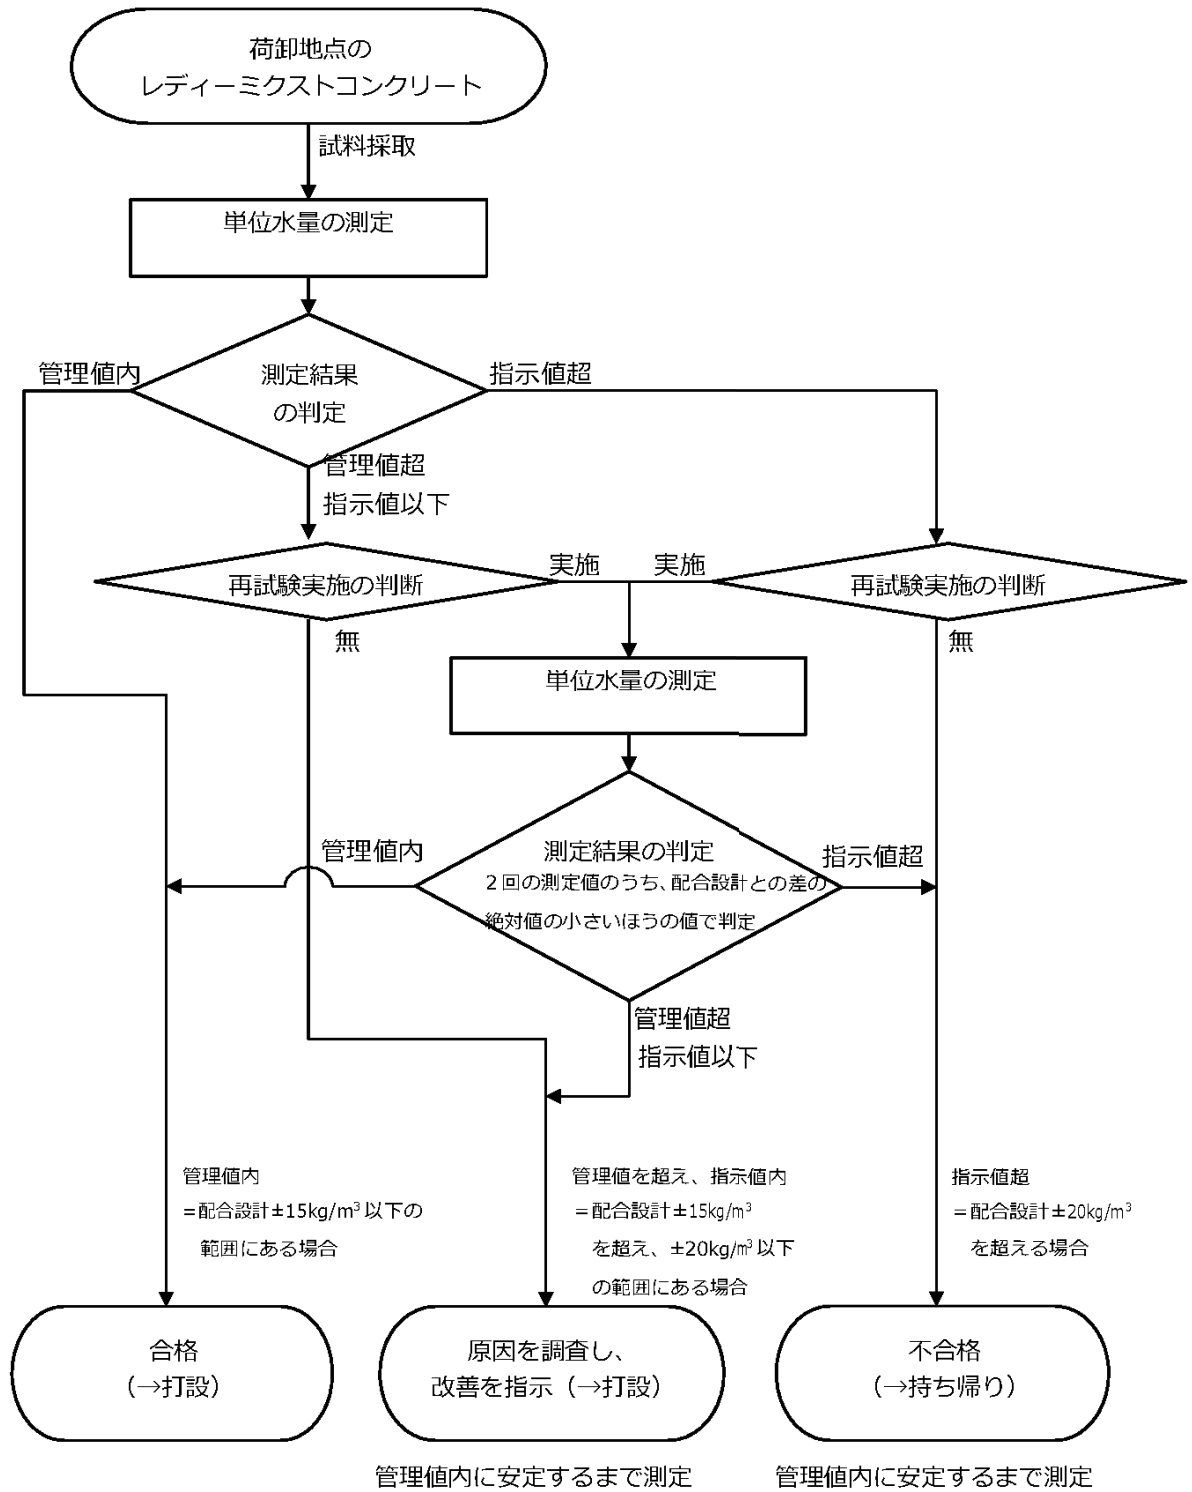 荷卸地点の
レディーミクストコンクリート
試料採取
単位水量の測定
管理値内
測定結果
の判定
指示値超
管理値超
指示値以下
再試験実施の判断
実施
実施
再試験実施の判断
無
無
単位水量の測定
管理値内
測定結果の判定
2回の測定値のうち、配合設計との差の
絶対値の小さいほうの値で判定
指示値超
管理値超
指示値以下
管理値内
=配合設計±15kg/m³以下の
範囲にある場合
管理値を超え、指示値内
=配合設計±15kg/m³
を超え、±20kg/m³以下
の範囲にある場合
指示値超
=配合設計±20kg/m³
を超える場合
合格
(→打設)
原因を調査し、
改善を指示(→打設)
不合格
(→持ち帰り)
管理値内に安定するまで測定
管理値内に安定するまで測定